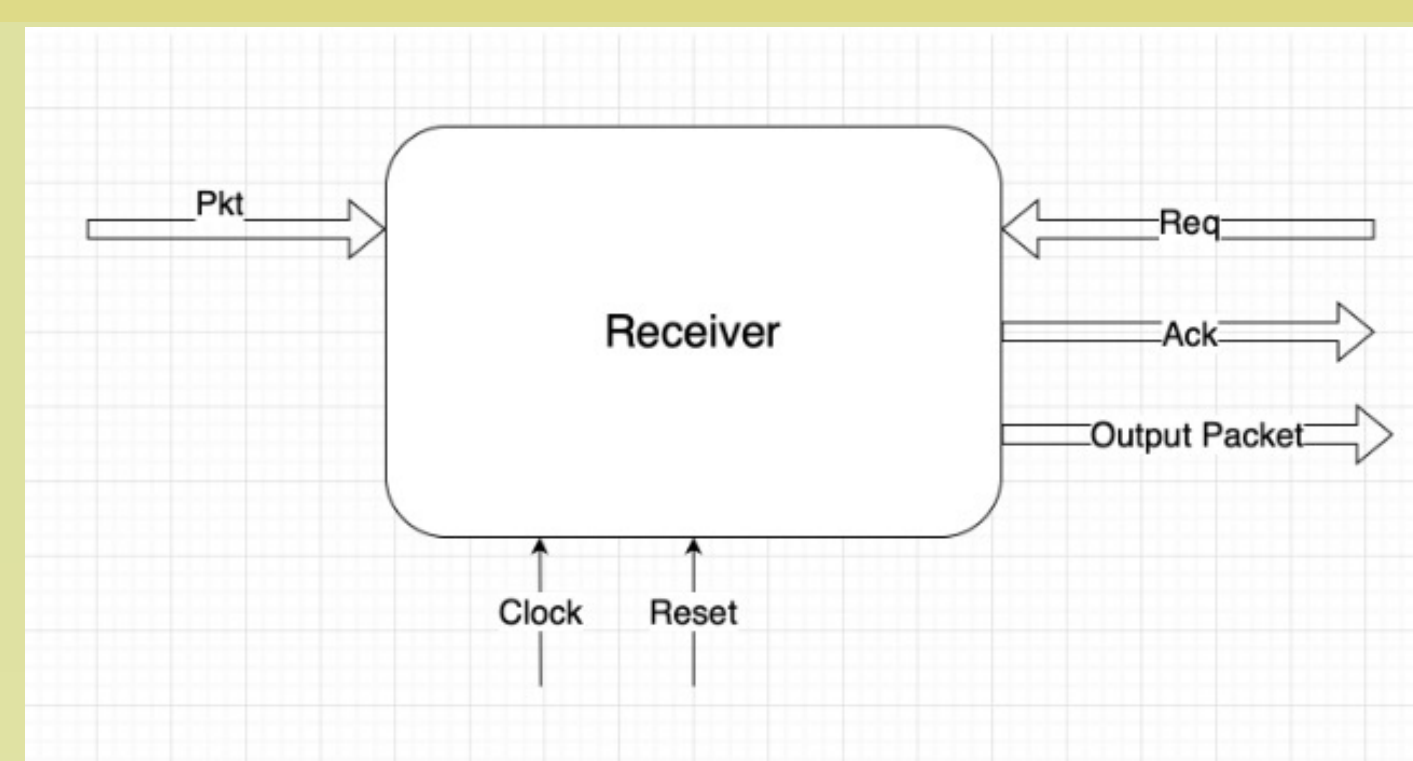 Pkt
Req
Receiver
Ack
Output Packet
Clock
Reset